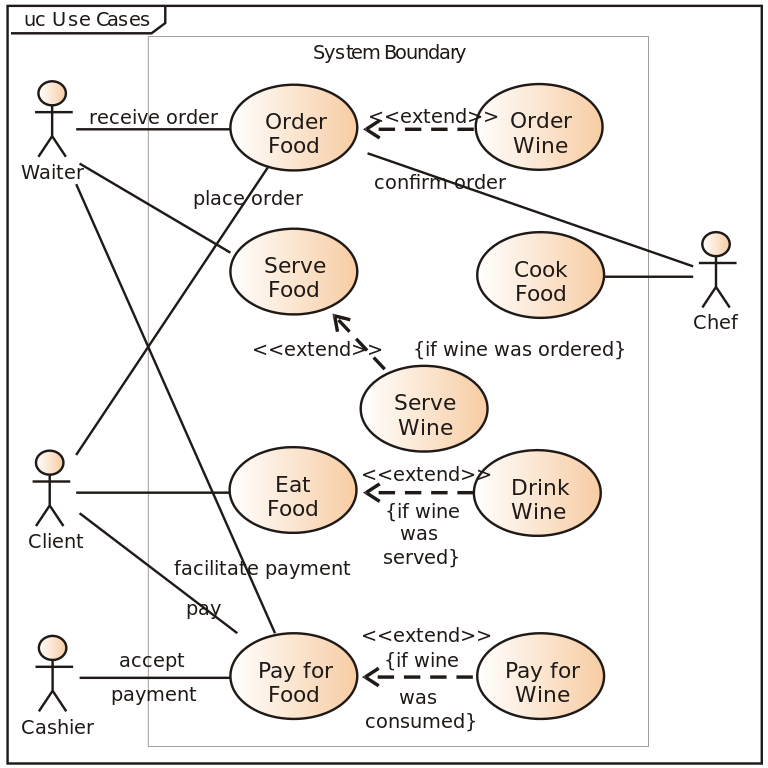 uc Use Cases
System Boundary
receive order
Order
Food
<<extend>>
Order
Wine
Waiter
place order
confirm order
Serve
Food
Cook
Food
Chef
<<extend>>
{if wine was ordered}
Serve
Wine
Client
Eat
Food
<<extend>>
{if wine
was
served}
Drink
Wine
facilitate payment
pay
Cashier
accept
payment
Pay for
Food
<<extend>>
{if wine
was
consumed}
Pay for
Wine